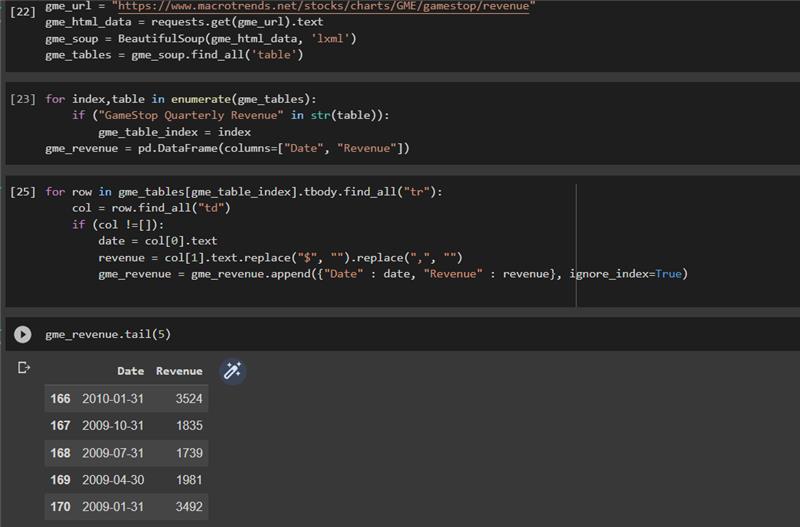 gme_url = "https://www.macrotrends.net/stocks/charts/GME/gamestop/revenue"
[22]
gme_html_data = requests.get(gme_url).text
gme_soup = BeautifulSoup(gme_html_data, 'lxml')
gme_tables = gme_soup.find_all('table')
[23] for index,table in enumerate(gme_tables):
if ("GameStop Quarterly Revenue" in str(table)):
gme_table_index = index
gme_revenue = pd.DataFrame(columns=["Date", "Revenue"])
[25] for row in gme_tables[gme_table_index].tbody.find_all("tr"):
col = row.find_all("td")
if (col !=[]):
date = col[0].text
revenue = col[1].text.replace("$", "").replace(",", "")
gme_revenue = gme_revenue.append({"Date" : date, "Revenue" : revenue}, ignore_index=True)
gme_revenue.tail(5)
Date Revenue
166 2010-01-31 3524
167 2009-10-31 1835
168 2009-07-31 1739
169 2009-04-30 1981
170 2009-01-31 3492